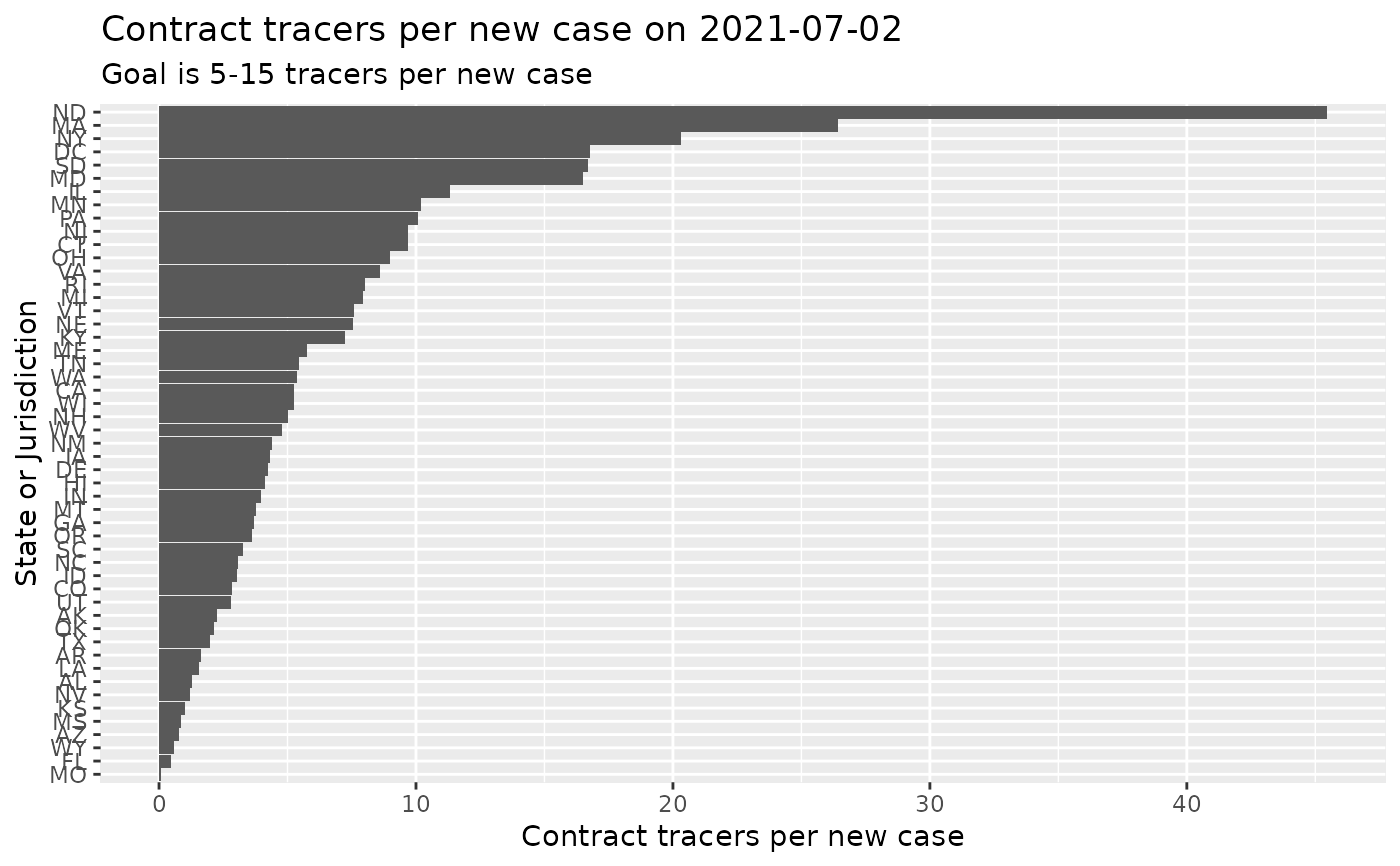 Contract tracers per new case on 2021-07-02
Goal is 5-15 tracers per new case
State or Jurisdiction
ND
MA
NY
DC
SD
MD
IL
MN
PA
NJ
CT
OH
VA
RI
MI
VT
NE
KY
ME
TN
WA
CA
WI
NH
WV
NM
IA
DE
HI
IN
MT
GA
OR
SC
NC
ID
CO
UT
AK
OK
TX
AR
LA
AL
NV
KS
MS
AZ
WY
FL
MO
0 10 20 30 40
Contract tracers per new case